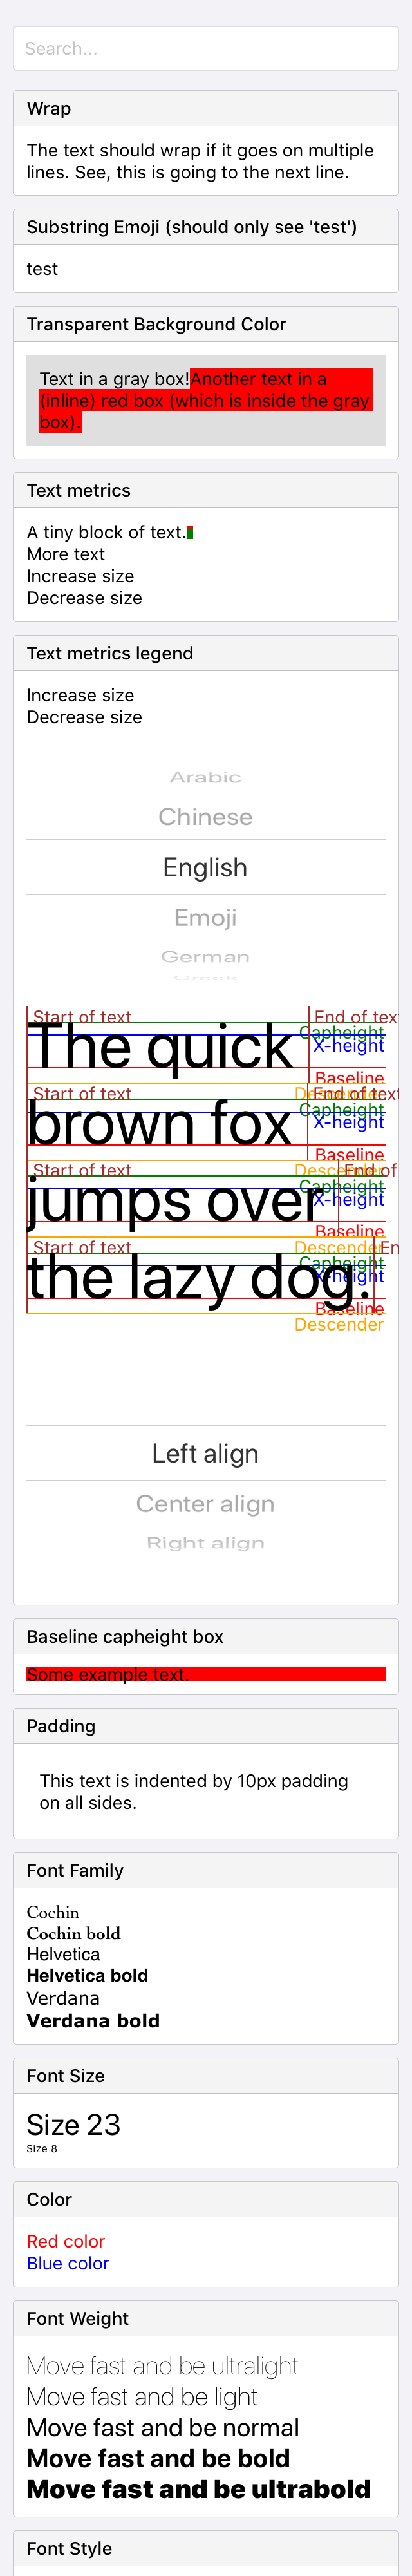 Search...
Wrap
The text should wrap if it goes on multiple
lines. See, this is going to the next line.
Substring Emoji (should only see 'test')
test
Transparent Background Color
Text in a gray box!Another text in a
(inline) red box (which is inside the gray
box).
Text metrics
A tiny block of text.
More text
Increase size
Decrease size
Text metrics legend
Increase size
Decrease size
Arabic
Chinese
English
Emoji
German
Start of text End of text
Capheight
The quick X-height
Baseline
Start of text Descender End of text
Capheight
brown fox X-height
Baseline
Start of text Descender End of
Capheight
jumps over X-height
Baseline
Start of text Descender En
Capheight
the lazy dog. X-height
Baseline
Descender
Left align
Center align
Right align
Baseline capheight box
Some example text.
Padding
This text is indented by 10px padding
on all sides.
Font Family
Cochin
Cochin bold
Helvetica
Helvetica bold
Verdana
Verdana bold
Font Size
Size 23
Size 8
Color
Red color
Blue color
Font Weight
Move fast and be ultralight
Move fast and be light
Move fast and be normal
Move fast and be bold
Move fast and be ultrabold
Font Style